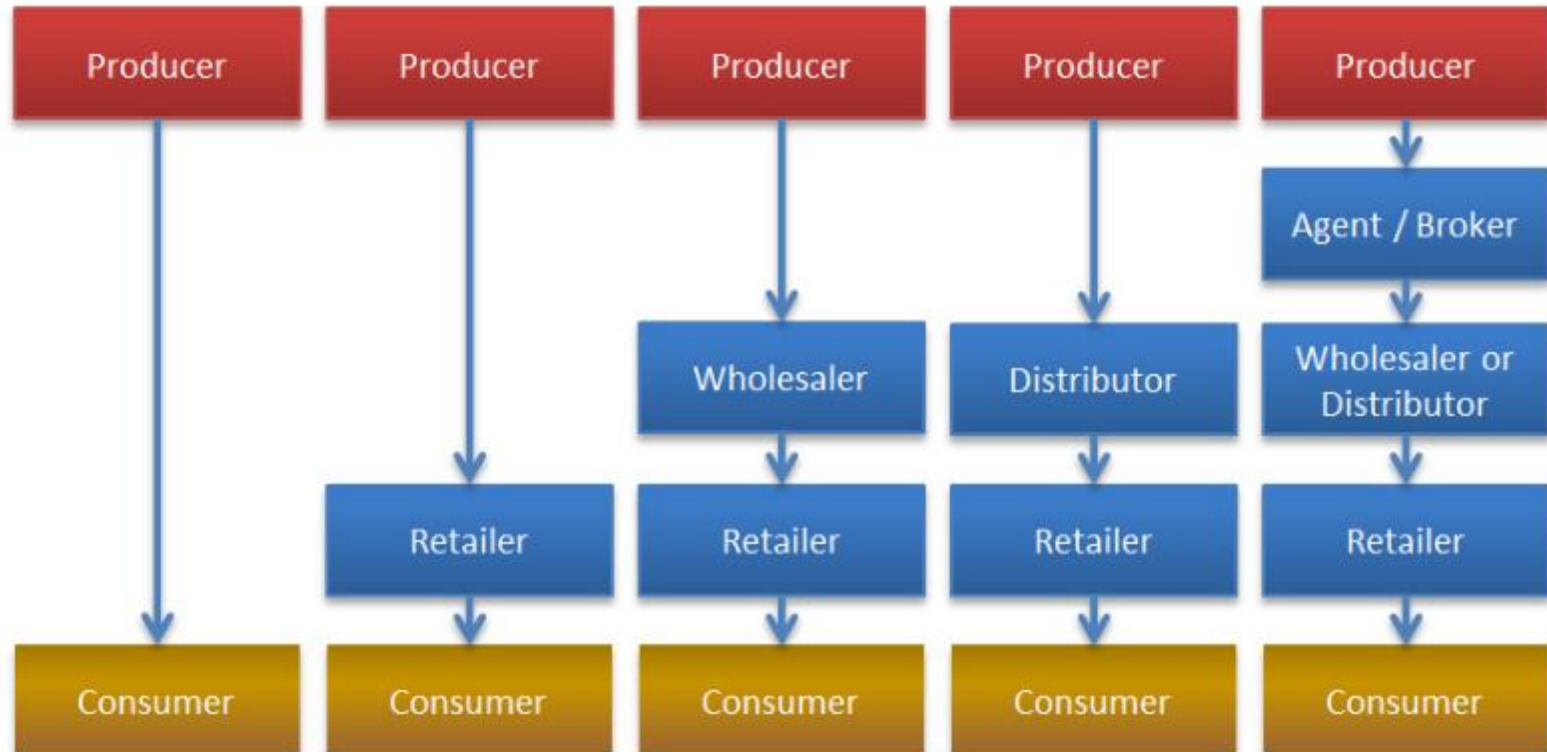 Producer
Producer
Producer
Producer
Producer
Agent / Broker
Wholesaler
Distributor
Wholesaler or
Distributor
Retailer
Retailer
Retailer
Retailer
Consumer
Consumer
Consumer
Consumer
Consumer